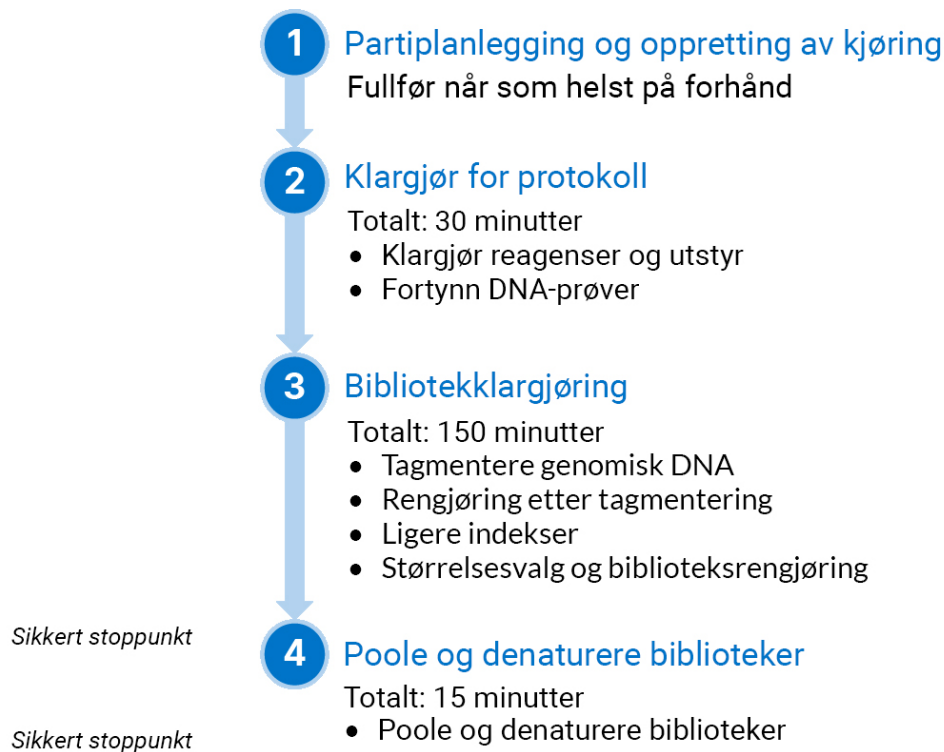 1 Partiplanlegging og oppretting av kjøring
Fullfør når som helst på forhånd
2 Klargjør for protokoll
Totalt: 30 minutter
• Klargjør reagenser og utstyr
• Fortynn DNA-prøver
3 Bibliotekklargjøring
Totalt: 150 minutter
• Tagmentere genomisk DNA
• Rengjøring etter tagmentering
• Ligere indekser
• Størrelsesvalg og biblioteksrengjøring
Sikkert stoppunkt
4 Poole og denaturere biblioteker
Totalt: 15 minutter
• Poole og denaturere biblioteker
Sikkert stoppunkt